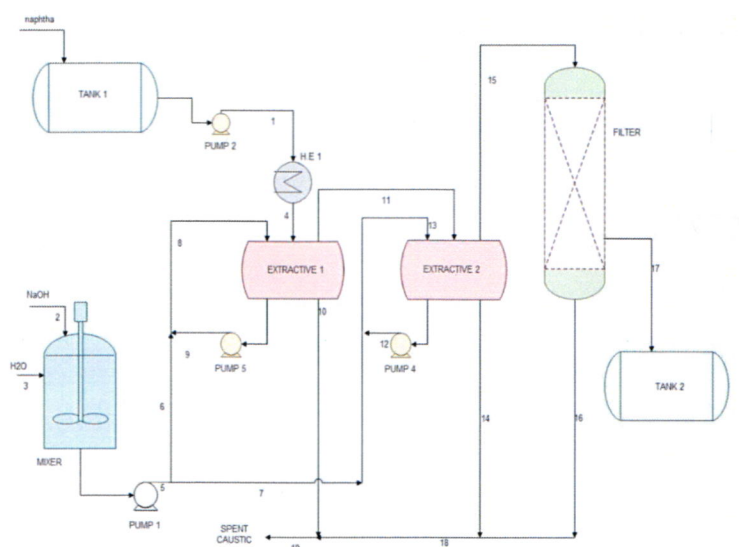 naphtha
TANK 1
PUMP 2
1
H.E 1
4
15
FILTER
11
8
13
EXTRACTIVE 1
EXTRACTIVE 2
17
10
NaOH
2
9
PUMP 5
12
PUMP 4
H2O
3
TANK 2
6
14
16
MIXER
5
7
PUMP 1
SPENT
CAUSTIC
18